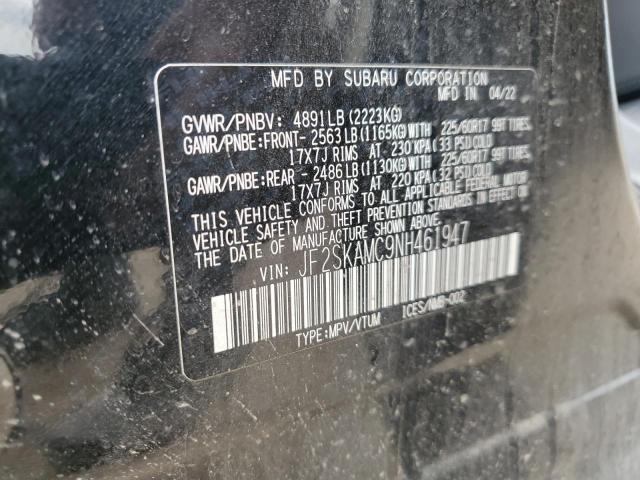 MFD BY SUBARU CORPORATION
MFD IN 04/22
GVWR/PNBV: 4891LB(2223KG)
GAWR/PNBE:FRONT- 2563LB(1165KG)WITH 225/60R17 99T TIRES,
17X7J RIMS AT 230 KPA(33 PSI)COLD
GAWR/PNBE:REAR - 2486LB(1130KG)WITH 225/60R17 99T TIRES,
17X7J RIMS AT 220 KPA(32 PSI)COLD
THIS VEHICLE CONFORMS TO ALL APPLICABLE FEDERAL MOTOR
VEHICLE SAFETY AND THEFT PREVENTION STANDARDS IN EFFECT ON
THE DATE OF MANUFACTURE SHOWN ABOVE.
VIN: JF2SKAMC9NH461947
TYPE:MPV/VTUM ICES/NMB-002